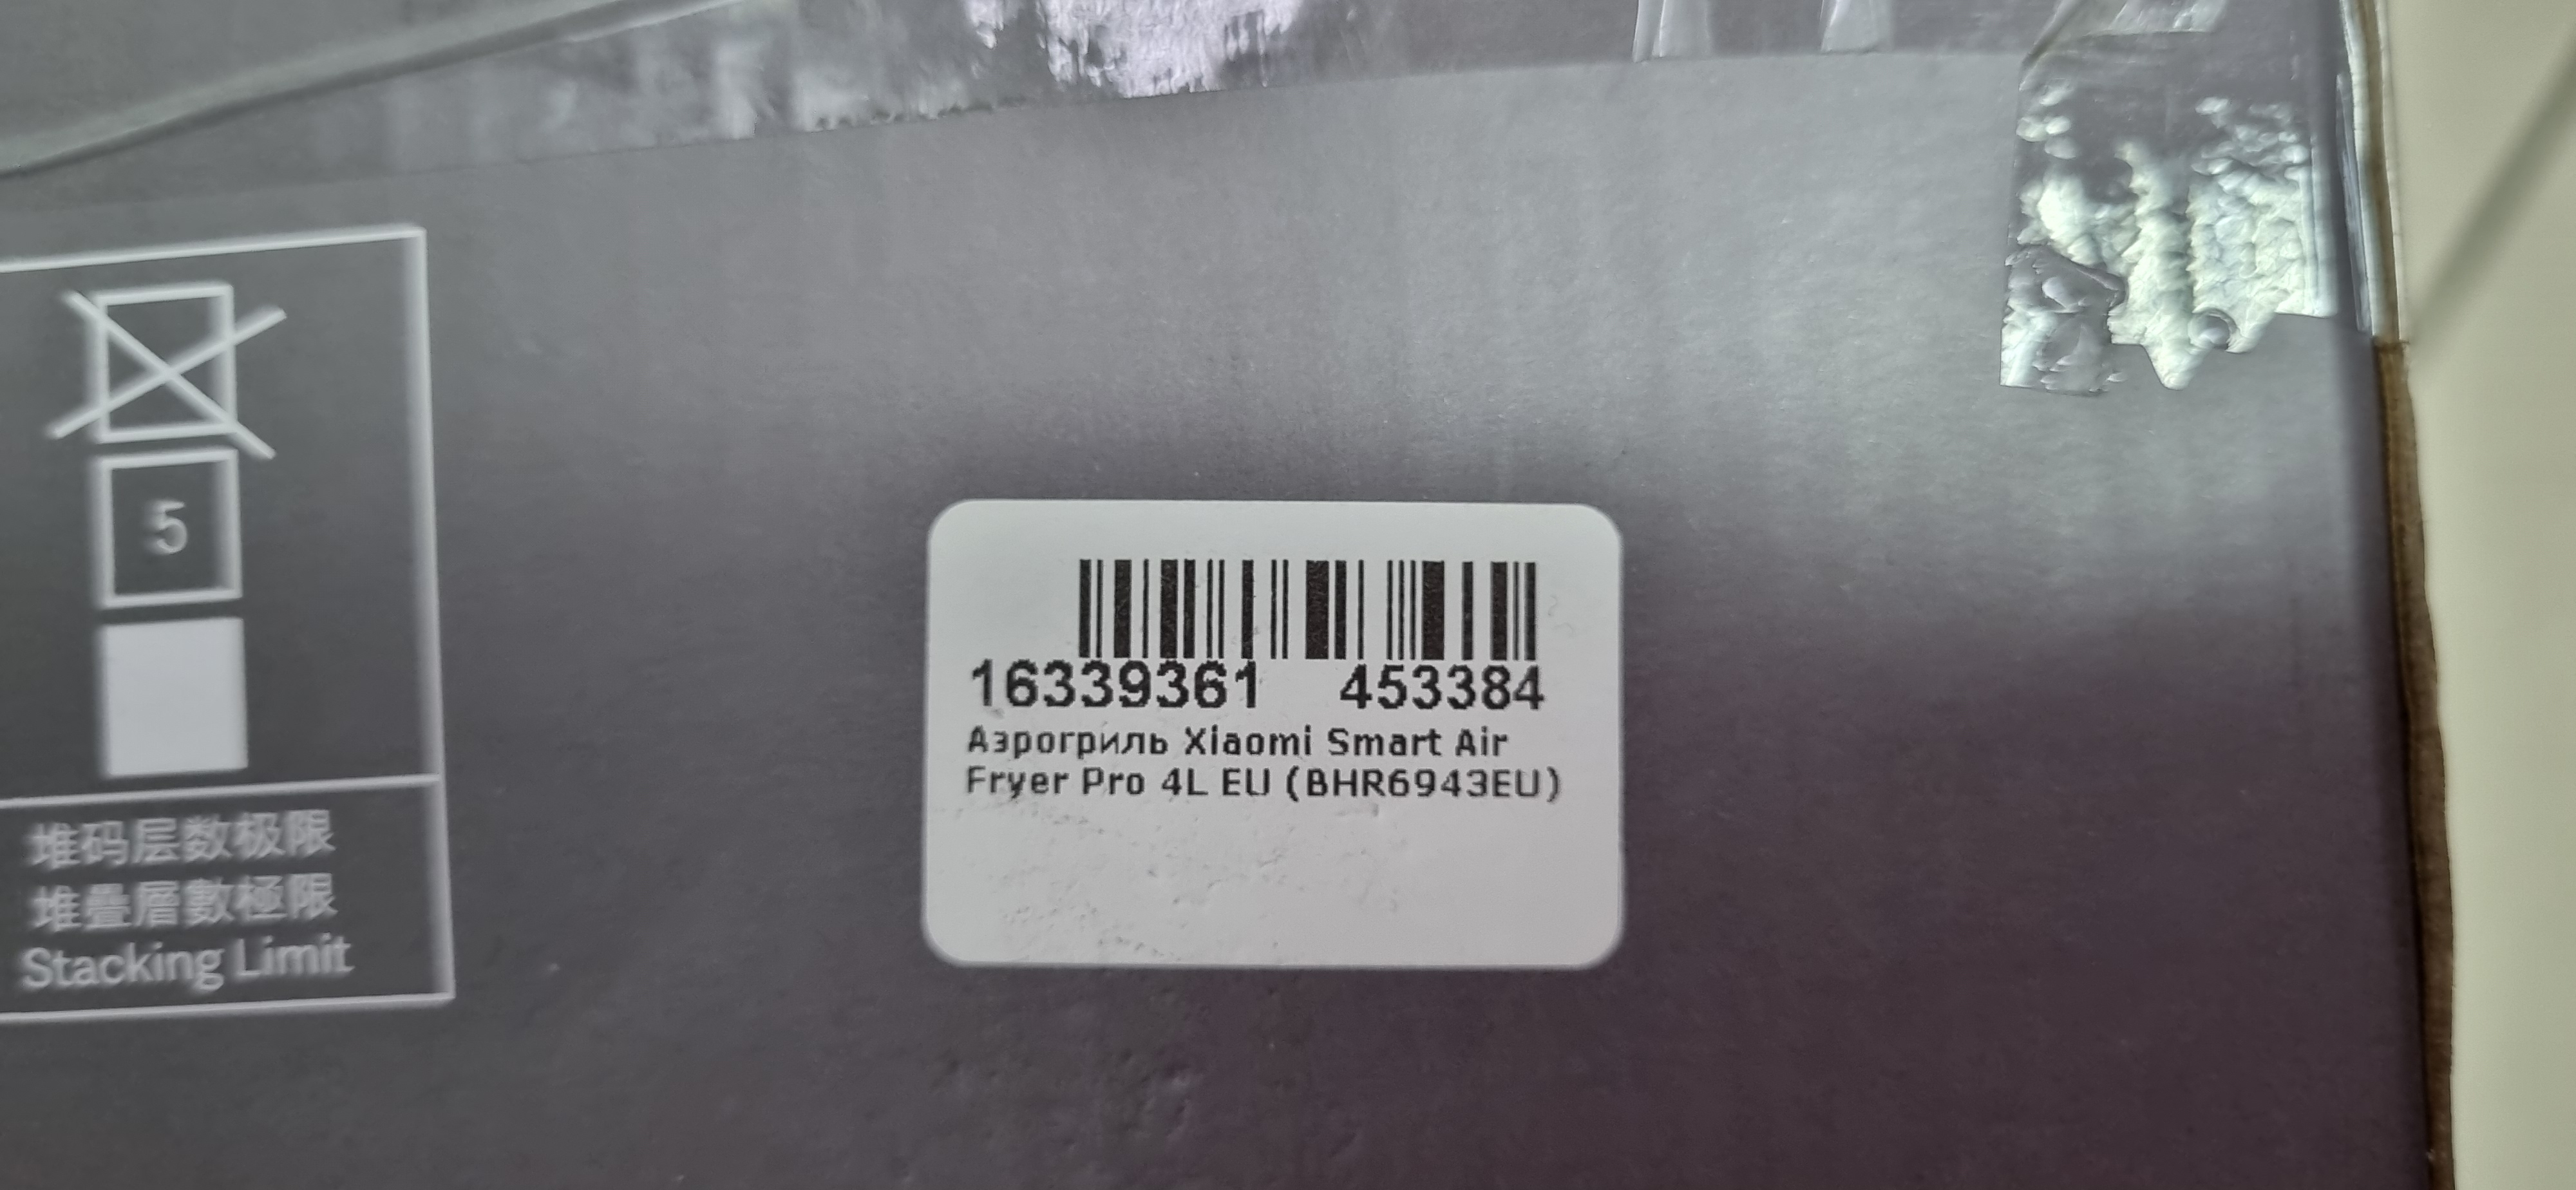 5
堆码层数极限
堆疊層數極限
Stacking Limit
16339361 453384
Аэрогриль Xiaomi Smart Air
Fryer Pro 4L EU (BHR6943EU)